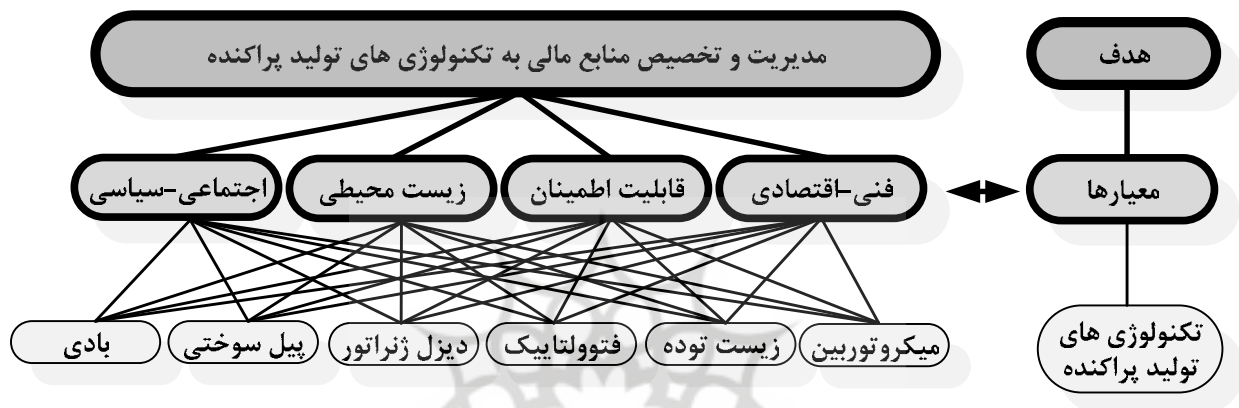 هدف
مدیریت و تخصیص منابع مالی به تکنولوژی های تولید پراکنده
معیارها
فنی-اقتصادی
قابلیت اطمینان
زیست محیطی
اجتماعی-سیاسی
تکنولوژی های
تولید پراکنده
میکروتوربین
زیست توده
فتوولتاییک
دیزل ژنراتور
پیل سوختی
بادی